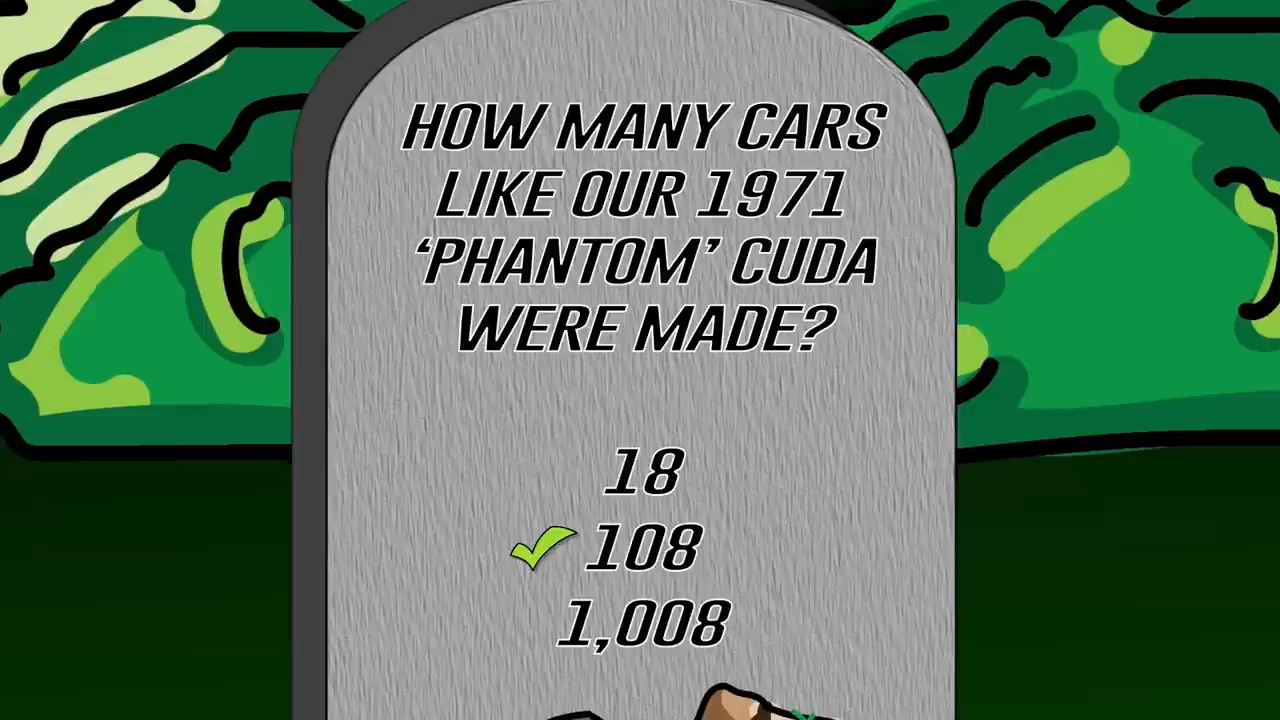 HOW MANY CARS
LIKE OUR 1971
‘PHANTOM’ CUDA
WERE MADE?
18
108
1,008